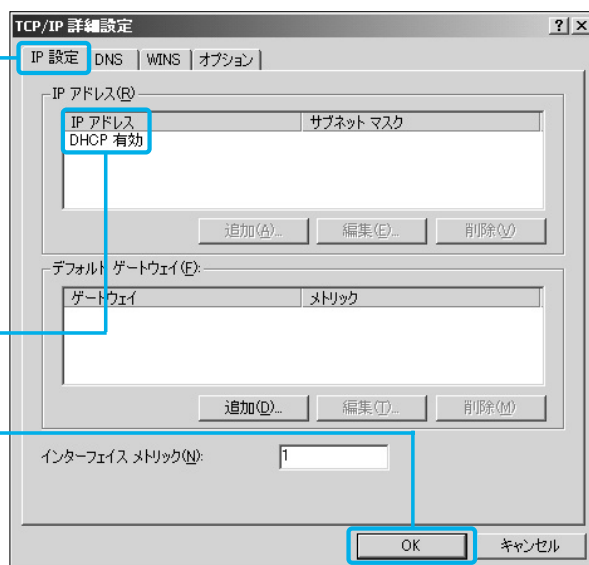 TCP/IP 詳細設定
IP 設定 DNS WINS オプション
IP アドレス(R)
IP アドレス サブネット マスク
DHCP 有効
追加(A)... 編集(E)... 削除(V)
デフォルト ゲートウェイ(F):
ゲートウェイ メトリック
追加(D)... 編集(T)... 削除(M)
インターフェイス メトリック(N): 1
OK キャンセル